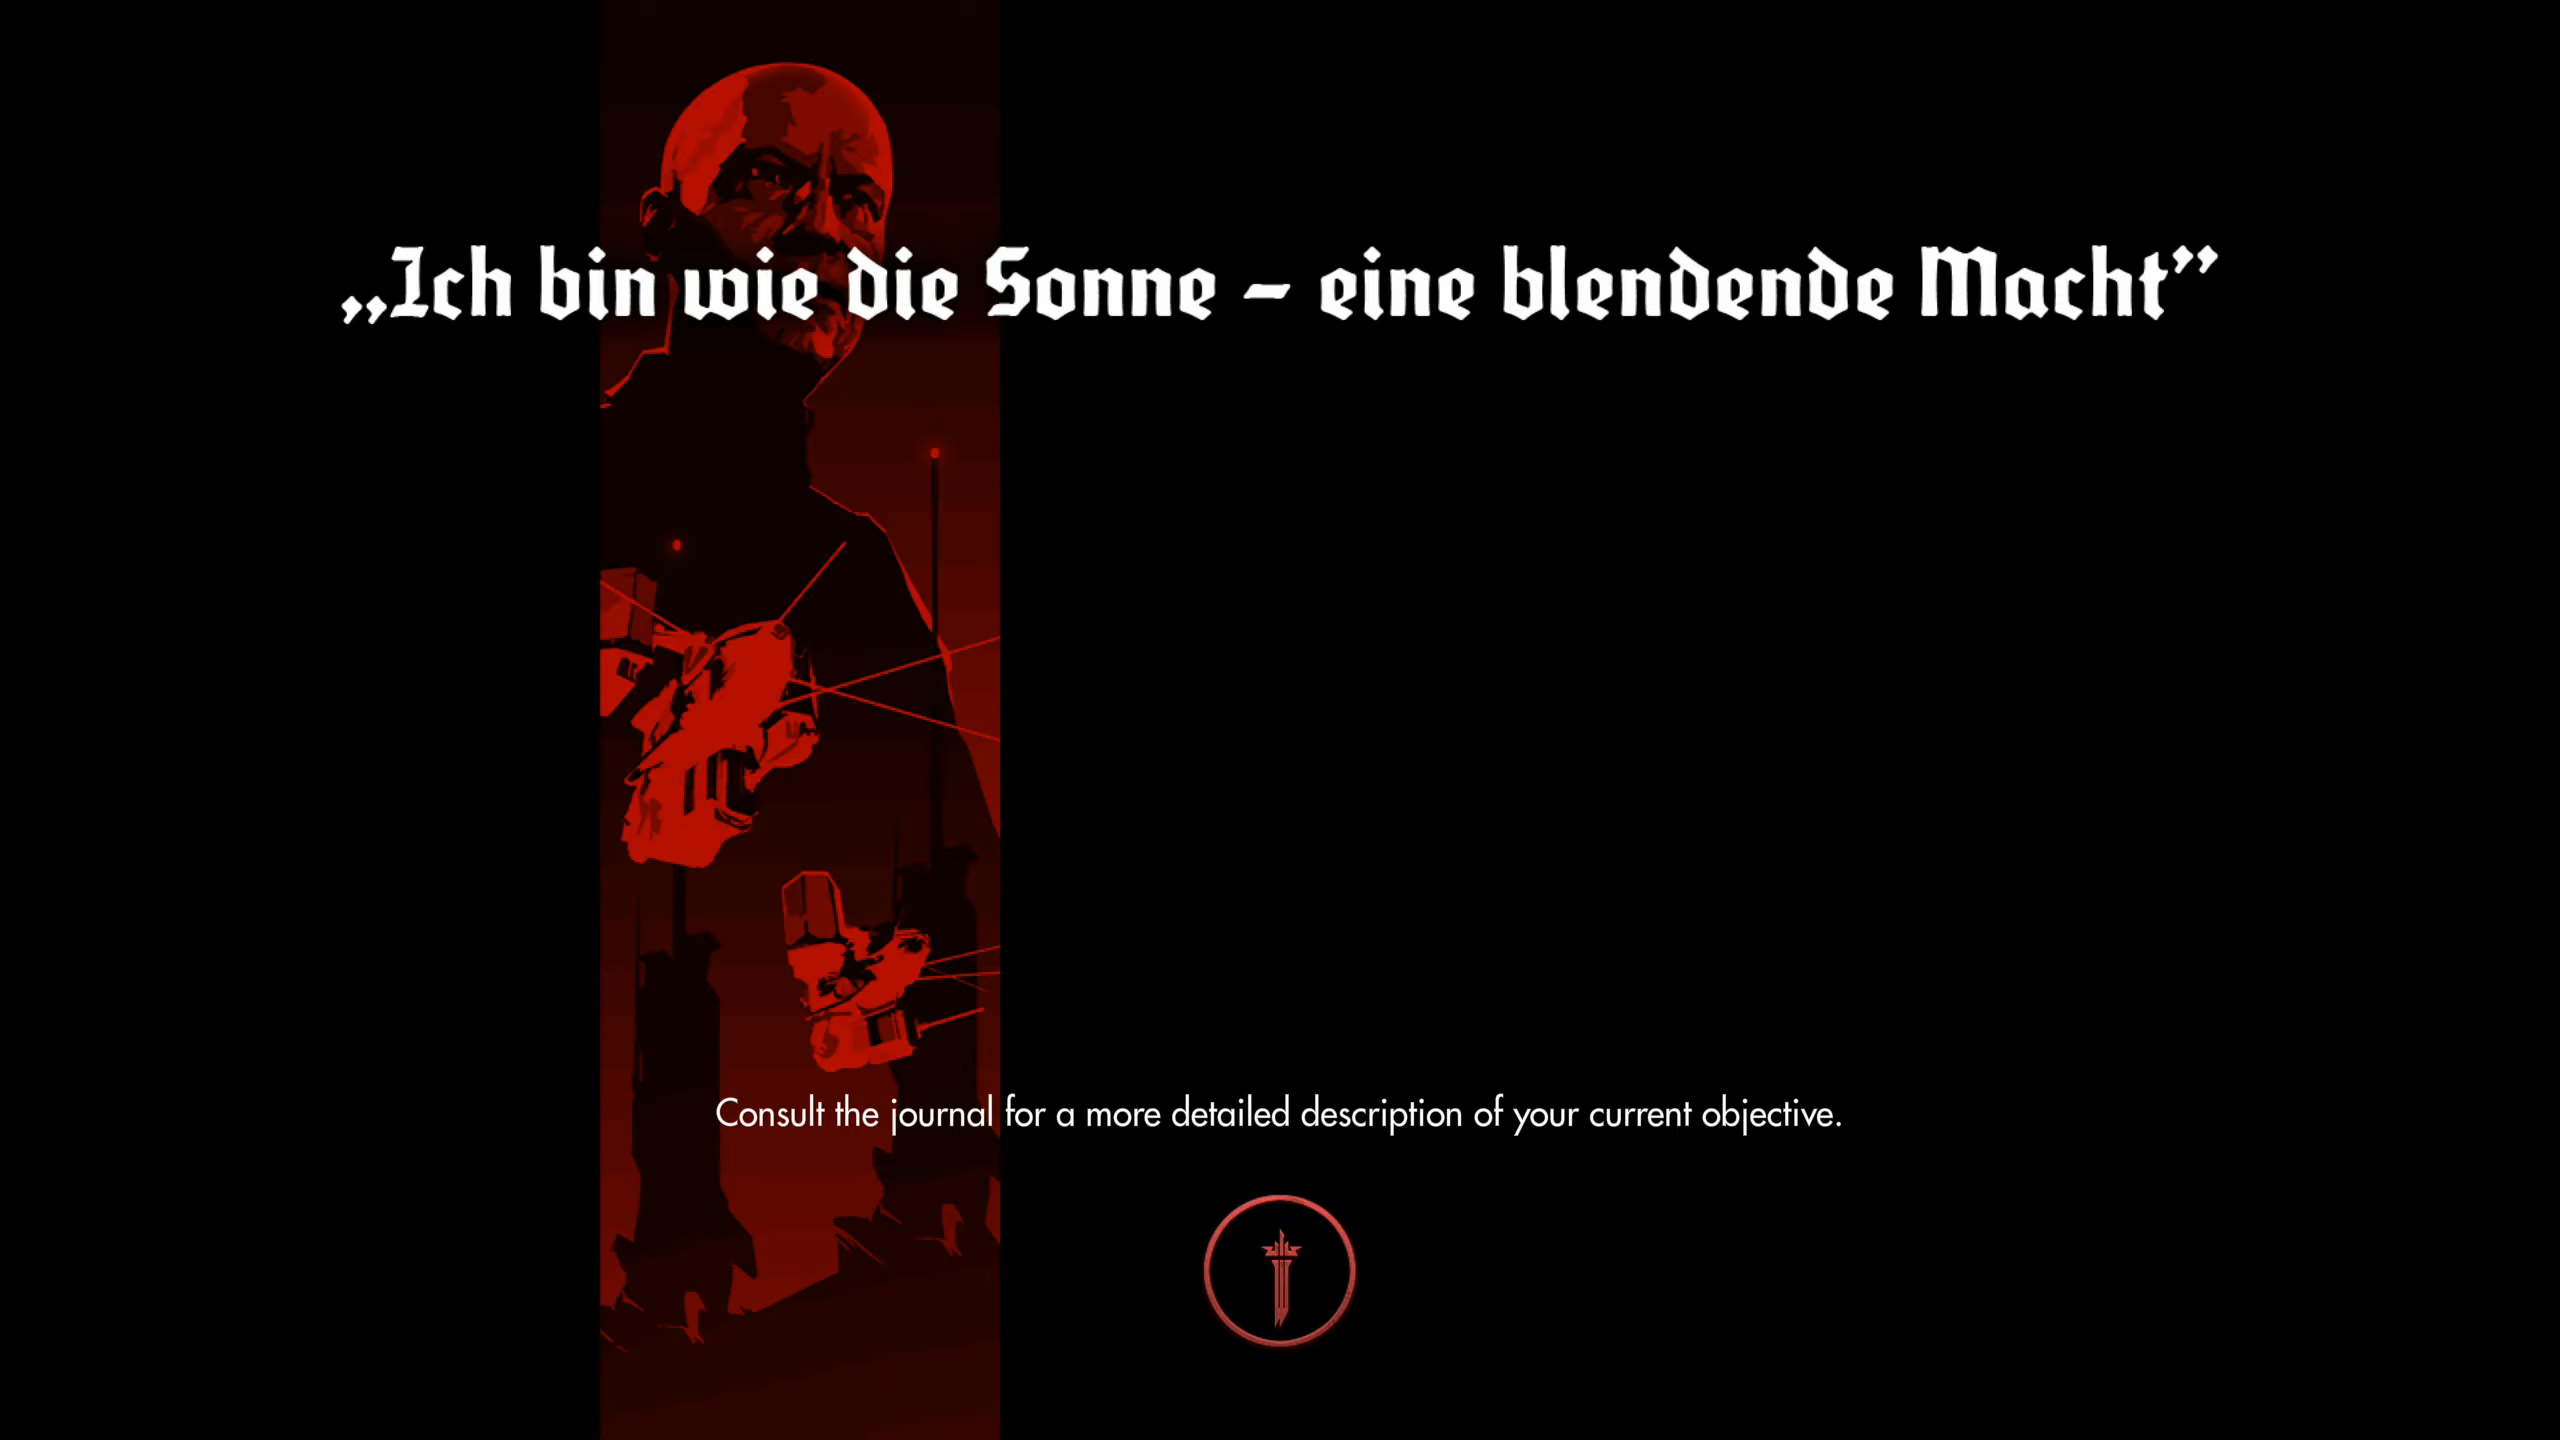 „Ich bin wie die Sonne – eine blendende Macht”
Consult the journal for a more detailed description of your current objective.